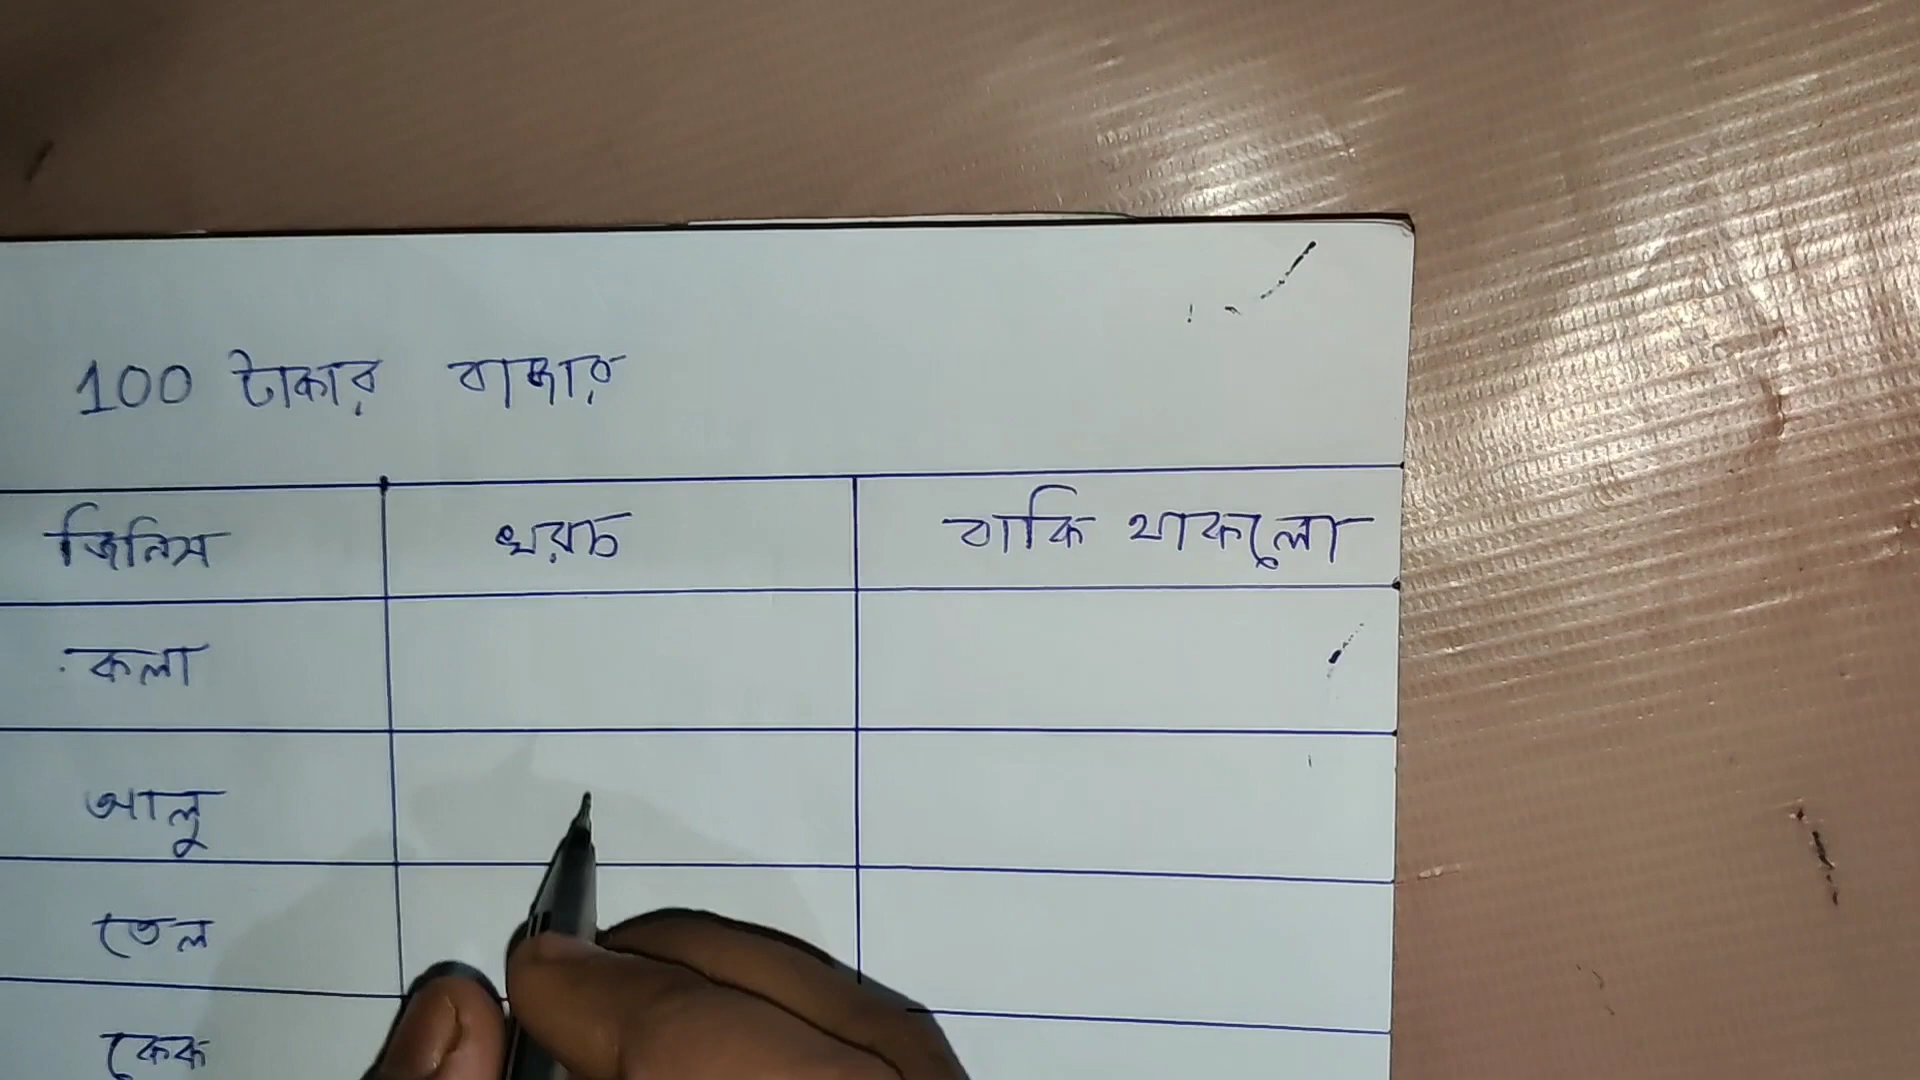 100 টাকার বাজার
জিনিস খরচ বাকি থাকলো
কলা
আলু
তেল
কেক